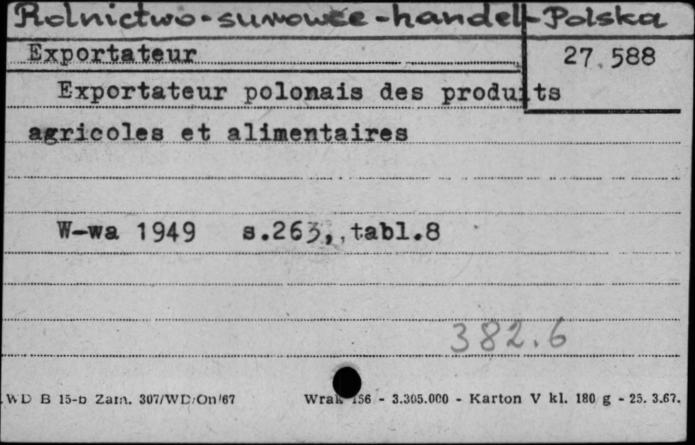 Rolnictwo-surowce-handel-Polska
Exportateur
27.588
Exportateur polonais des produits
agricoles et alimentaires
W-wa 1949 s.263,,tabl.8
382.6
WD B 15-b Zam. 307/WD/On/67 56 - 3.305.000 - Karton V kl. 180 g - 25. 3.67.